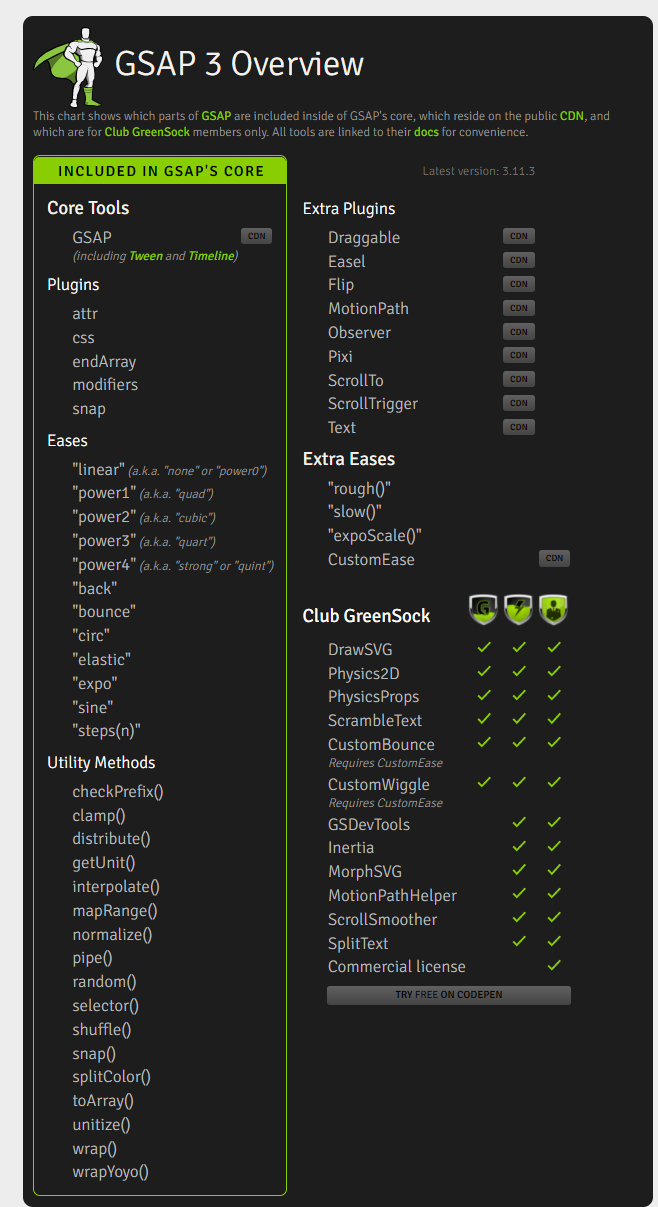 GSAP 3 Overview
This chart shows which parts of GSAP are included inside of GSAP's core, which reside on the public CDN, and
which are for Club GreenSock members only. All tools are linked to their docs for convenience.
INCLUDED IN GSAP'S CORE
Core Tools
GSAP CDN
(including Tween and Timeline)
Plugins
attr
css
endArray
modifiers
snap
Eases
"linear" (a.k.a. "none" or "power0")
"power1" (a.k.a. "quad")
"power2" (a.k.a. "cubic")
"power3" (a.k.a. "quart")
"power4" (a.k.a. "strong" or "quint")
"back"
"bounce"
"circ"
"elastic"
"expo"
"sine"
"steps(n)"
Utility Methods
checkPrefix()
clamp()
distribute()
getUnit()
interpolate()
mapRange()
normalize()
pipe()
random()
selector()
shuffle()
snap()
splitColor()
toArray()
unitize()
wrap()
wrapYoyo()
Latest version: 3.11.3
Extra Plugins
Draggable CDN
Easel CDN
Flip CDN
MotionPath CDN
Observer CDN
Pixi CDN
ScrollTo CDN
ScrollTrigger CDN
Text CDN
Extra Eases
"rough()"
"slow()"
"expoScale()"
CustomEase CDN
Club GreenSock G
DrawSVG
Physics2D
PhysicsProps
ScrambleText
CustomBounce
Requires CustomEase
CustomWiggle
Requires CustomEase
GSDevTools
Inertia
MorphSVG
MotionPathHelper
ScrollSmoother
SplitText
Commercial license
TRY FREE ON CODEPEN